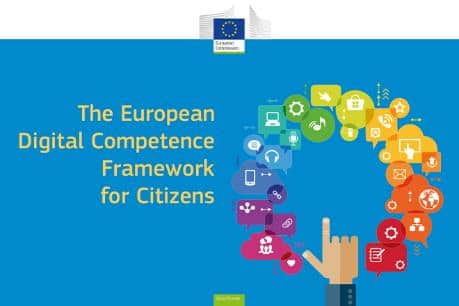 European
Commission
The European
Digital Competence
Framework
for Citizens